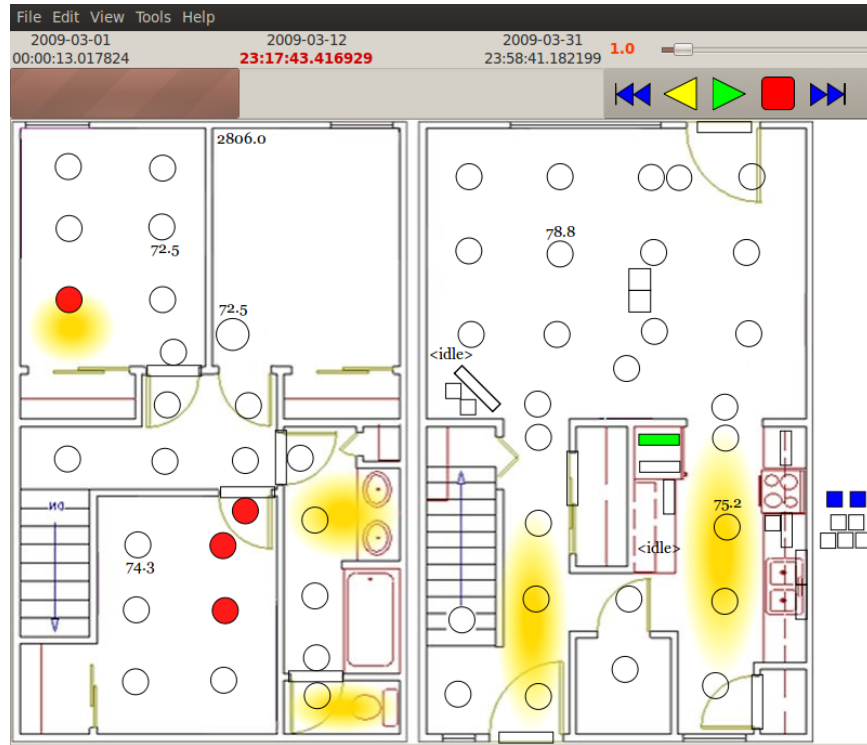 File Edit View Tools Help
2009-03-01 2009-03-12 2009-03-31
00:00:13.017824 23:17:43.416929 23:58:41.182199 1.0
2806.0
72.5
78.8
72.5
<idle>
75.2
<idle>
74.3
DN